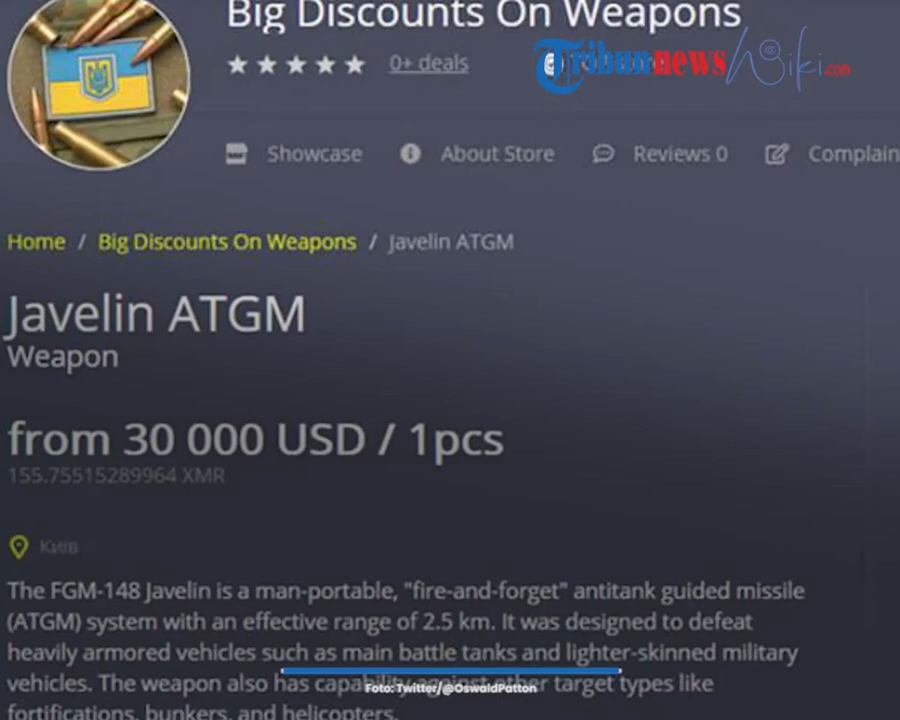 Big Discounts On Weapons
0+ deals
Tribunnews Wiki.com
Showcase
About Store
Reviews 0
Complain
Home / Big Discounts On Weapons / Javelin ATGM
Javelin ATGM
Weapon
from 30 000 USD / 1pcs
155.75515289964 XMR
Київ
The FGM-148 Javelin is a man-portable, "fire-and-forget" antitank guided missile
(ATGM) system with an effective range of 2.5 km. It was designed to defeat
heavily armored vehicles such as main battle tanks and lighter-skinned military
vehicles. The weapon also has capability against other target types like
Foto: Twitter/@OswaldPatton
fortifications, bunkers, and helicopters.